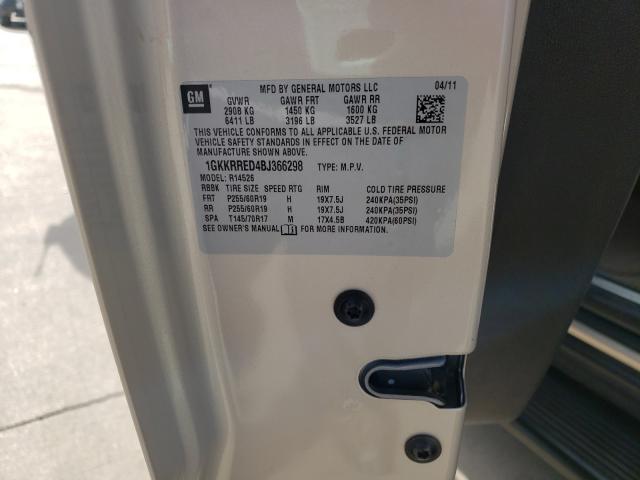 GM
MFD BY GENERAL MOTORS LLC 04/11
GVWR GAWR FRT GAWR RR
2908 KG 1450 KG 1600 KG
6411 LB 3196 LB 3527 LB
THIS VEHICLE CONFORMS TO ALL APPLICABLE U.S. FEDERAL MOTOR
VEHICLE SAFETY STANDARDS IN EFFECT ON THE DATE OF
MANUFACTURE SHOWN ABOVE.
1GKKRRED4BJ366298 TYPE: M.P.V.
MODEL: R14526
RBBK TIRE SIZE SPEED RTG RIM COLD TIRE PRESSURE
FRT P255/60R19 H 19X7.5J 240KPA(35PSI)
RR P255/60R19 H 19X7.5J 240KPA(35PSI)
SPA T145/70R17 M 17X4.5B 420KPA(60PSI)
SEE OWNER'S MANUAL FOR MORE INFORMATION.